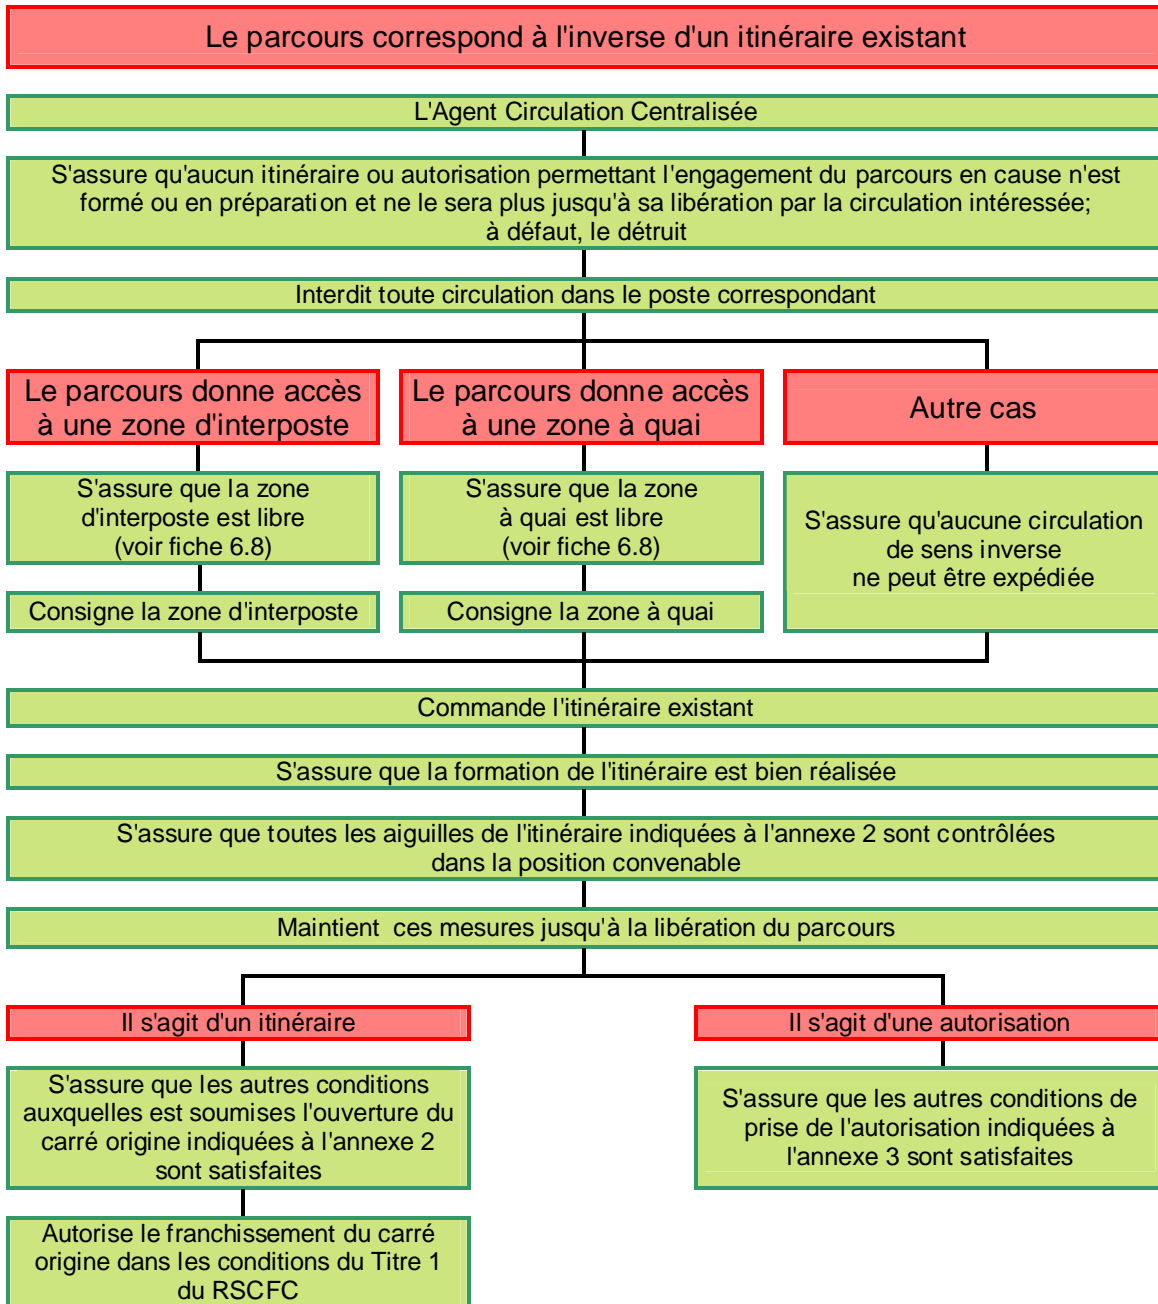 Le parcours correspond à l'inverse d'un itinéraire existant
L'Agent Circulation Centralisée
S'assure qu'aucun itinéraire ou autorisation permettant l'engagement du parcours en cause n'est
formé ou en préparation et ne le sera plus jusqu'à sa libération par la circulation intéressée;
à défaut, le détruit
Interdit toute circulation dans le poste correspondant
Le parcours donne accès
à une zone d'interposte
S'assure que la zone
d'interposte est libre
(voir fiche 6.8)
Consigne la zone d'interposte
Le parcours donne accès
à une zone à quai
S'assure que la zone
à quai est libre
(voir fiche 6.8)
Consigne la zone à quai
Autre cas
S'assure qu'aucune circulation
de sens inverse
ne peut être expédiée
Commande l'itinéraire existant
S'assure que la formation de l'itinéraire est bien réalisée
S'assure que toutes les aiguilles de l'itinéraire indiquées à l'annexe 2 sont contrôlées
dans la position convenable
Maintient ces mesures jusqu'à la libération du parcours
Il s'agit d'un itinéraire
S'assure que les autres conditions
auxquelles est soumises l'ouverture du
carré origine indiquées à l'annexe 2
sont satisfaites
Autorise le franchissement du carré
origine dans les conditions du Titre 1
du RSCFC
Il s'agit d'une autorisation
S'assure que les autres conditions de
prise de l'autorisation indiquées à
l'annexe 3 sont satisfaites